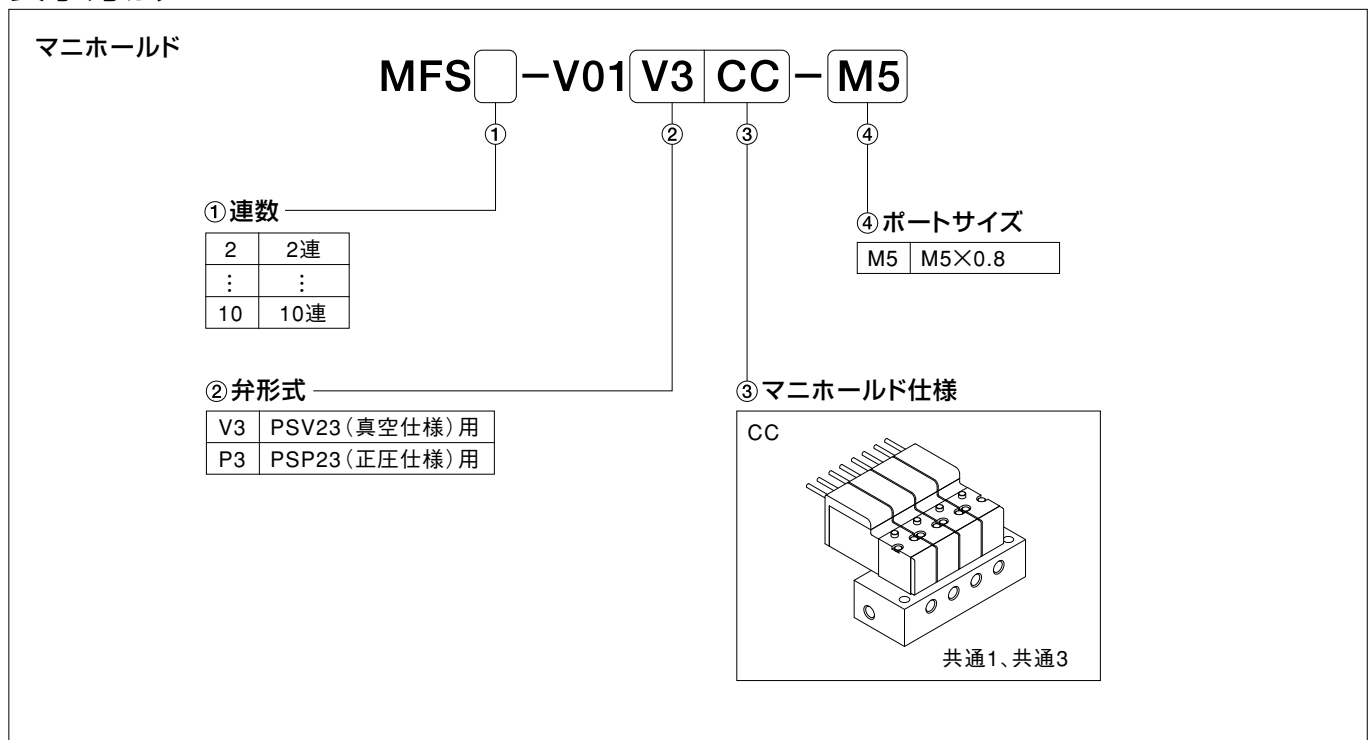 マニホールド
MFS -V01 V3 CC - M5
① ② ③ ④
①連数
2 2連
⋮ ⋮
10 10連
④ポートサイズ
M5 M5×0.8
②弁形式
V3 PSV23(真空仕様)用
P3 PSP23(正圧仕様)用
③マニホールド仕様
CC
共通1、共通3